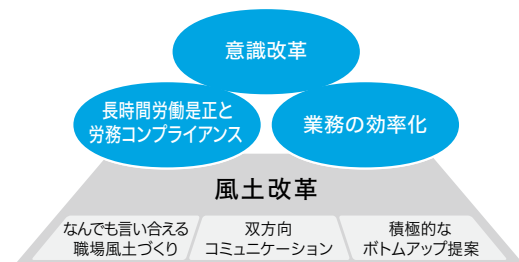 意識改革
長時間労働是正と
労務コンプライアンス
業務の効率化
風土改革
なんでも言い合える
職場風土づくり
双方向
コミュニケーション
積極的な
ボトムアップ提案